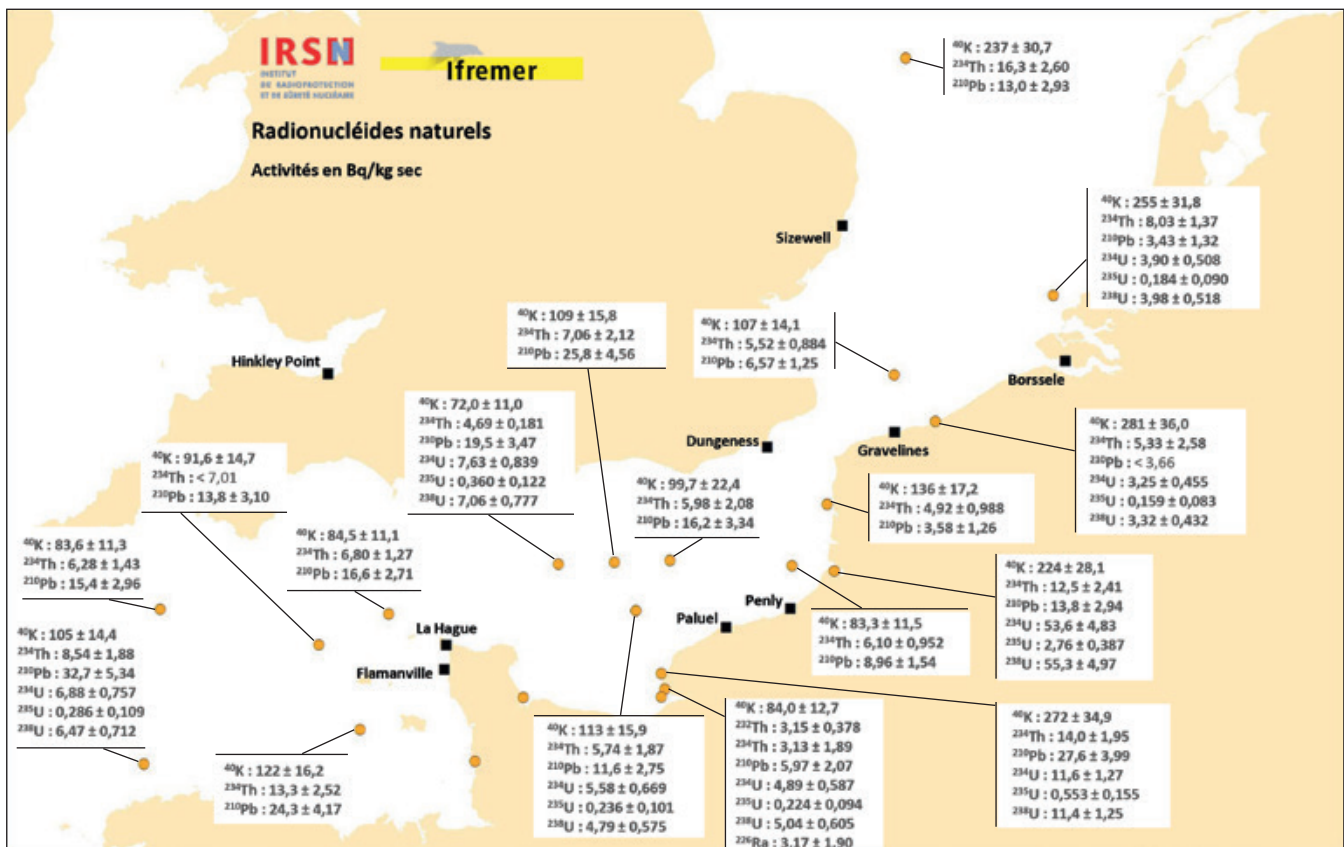 IRSN
INSTITUT
DE RADIOPROTECTION
ET DE SÛRETÉ NUCLÉAIRE
Ifremer
Radionucléides naturels
Activités en Bq/kg sec
⁴⁰K : 237 ± 30,7
²³⁴Th : 16,3 ± 2,60
²¹⁰Pb : 13,0 ± 2,93
⁴⁰K : 255 ± 31,8
²³⁴Th : 8,03 ± 1,37
²¹⁰Pb : 3,43 ± 1,32
²³⁴U : 3,90 ± 0,508
²³⁵U : 0,184 ± 0,090
²³⁸U : 3,98 ± 0,518
Sizewell
⁴⁰K : 109 ± 15,8
²³⁴Th : 7,06 ± 2,12
²¹⁰Pb : 25,8 ± 4,56
⁴⁰K : 107 ± 14,1
²³⁴Th : 5,52 ± 0,884
²¹⁰Pb : 6,57 ± 1,25
Hinkley Point
Borssele
⁴⁰K : 72,0 ± 11,0
²³⁴Th : 4,69 ± 0,181
²¹⁰Pb : 19,5 ± 3,47
²³⁴U : 7,63 ± 0,839
²³⁵U : 0,360 ± 0,122
²³⁸U : 7,06 ± 0,777
Dungeness
Gravelines
⁴⁰K : 281 ± 36,0
²³⁴Th : 5,33 ± 2,58
²¹⁰Pb : < 3,66
²³⁴U : 3,25 ± 0,455
²³⁵U : 0,159 ± 0,083
²³⁸U : 3,32 ± 0,432
⁴⁰K : 91,6 ± 14,7
²³⁴Th : < 7,01
²¹⁰Pb : 13,8 ± 3,10
⁴⁰K : 99,7 ± 22,4
²³⁴Th : 5,98 ± 2,08
²¹⁰Pb : 16,2 ± 3,34
⁴⁰K : 136 ± 17,2
²³⁴Th : 4,92 ± 0,988
²¹⁰Pb : 3,58 ± 1,26
⁴⁰K : 83,6 ± 11,3
²³⁴Th : 6,28 ± 1,43
²¹⁰Pb : 15,4 ± 2,96
⁴⁰K : 84,5 ± 11,1
²³⁴Th : 6,80 ± 1,27
²¹⁰Pb : 16,6 ± 2,71
⁴⁰K : 224 ± 28,1
²³⁴Th : 12,5 ± 2,41
²¹⁰Pb : 13,8 ± 2,94
²³⁴U : 53,6 ± 4,83
²³⁵U : 2,76 ± 0,387
²³⁸U : 55,3 ± 4,97
La Hague
Flamanville
Paluel
Penly
⁴⁰K : 83,3 ± 11,5
²³⁴Th : 6,10 ± 0,952
²¹⁰Pb : 8,96 ± 1,54
⁴⁰K : 105 ± 14,4
²³⁴Th : 8,54 ± 1,88
²¹⁰Pb : 32,7 ± 5,34
²³⁴U : 6,88 ± 0,757
²³⁵U : 0,286 ± 0,109
²³⁸U : 6,47 ± 0,712
⁴⁰K : 122 ± 16,2
²³⁴Th : 13,3 ± 2,52
²¹⁰Pb : 24,3 ± 4,17
⁴⁰K : 113 ± 15,9
²³⁴Th : 5,74 ± 1,87
²¹⁰Pb : 11,6 ± 2,75
²³⁴U : 5,58 ± 0,669
²³⁵U : 0,236 ± 0,101
²³⁸U : 4,79 ± 0,575
⁴⁰K : 84,0 ± 12,7
²³²Th : 3,15 ± 0,378
²³⁴Th : 3,13 ± 1,89
²¹⁰Pb : 5,97 ± 2,07
²³⁴U : 4,89 ± 0,587
²³⁵U : 0,224 ± 0,094
²³⁸U : 5,04 ± 0,605
²²⁶Ra : 3,17 ± 1,90
⁴⁰K : 272 ± 34,9
²³⁴Th : 14,0 ± 1,95
²¹⁰Pb : 27,6 ± 3,99
²³⁴U : 11,6 ± 1,27
²³⁵U : 0,553 ± 0,155
²³⁸U : 11,4 ± 1,25